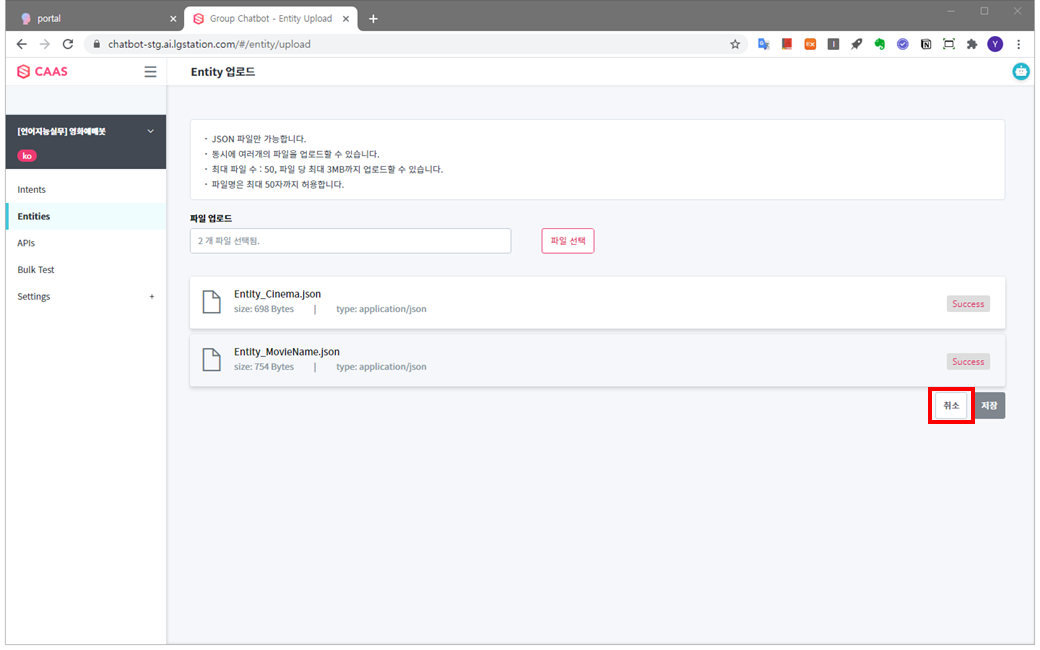 portal
Group Chatbot - Entity Upload
chatbot-stg.ai.lgstation.com/#/entity/upload
Y
CAAS
Entity 업로드
[언어지능실무] 영화예매봇
ko
Intents
Entities
APIs
Bulk Test
Settings +
· JSON 파일만 가능합니다.
· 동시에 여러개의 파일을 업로드할 수 있습니다.
· 최대 파일 수 : 50, 파일 당 최대 3MB까지 업로드할 수 있습니다.
· 파일명은 최대 50자까지 허용합니다.
파일 업로드
2 개 파일 선택됨.
파일 선택
Entity_Cinema.json
size: 698 Bytes | type: application/json
Success
Entity_MovieName.json
size: 754 Bytes | type: application/json
Success
취소
저장